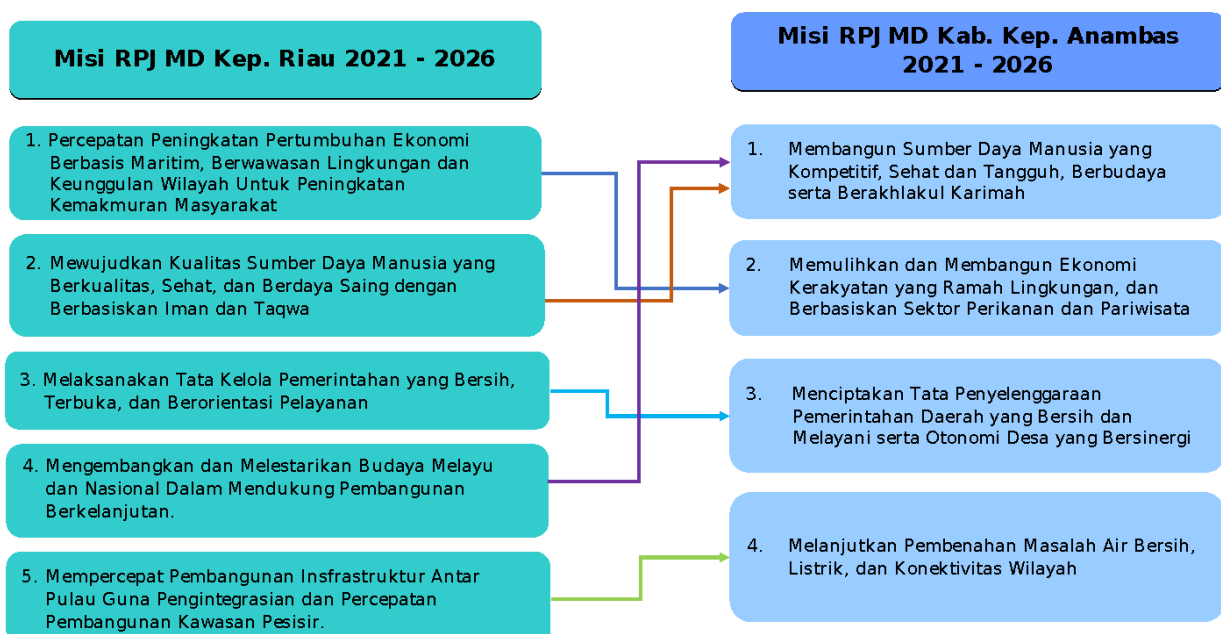 Misi RPJMD Kep. Riau 2021 - 2026
1. Percepatan Peningkatan Pertumbuhan Ekonomi
Berbasis Maritim, Berwawasan Lingkungan dan
Keunggulan Wilayah Untuk Peningkatan
Kemakmuran Masyarakat
2. Mewujudkan Kualitas Sumber Daya Manusia yang
Berkualitas, Sehat, dan Berdaya Saing dengan
Berbasiskan Iman dan Taqwa
3. Melaksanakan Tata Kelola Pemerintahan yang Bersih,
Terbuka, dan Berorientasi Pelayanan
4. Mengembangkan dan Melestarikan Budaya Melayu
dan Nasional Dalam Mendukung Pembangunan
Berkelanjutan.
5. Mempercepat Pembangunan Insfrastruktur Antar
Pulau Guna Pengintegrasian dan Percepatan
Pembangunan Kawasan Pesisir.
Misi RPJMD Kab. Kep. Anambas
2021 - 2026
1. Membangun Sumber Daya Manusia yang
Kompetitif, Sehat dan Tangguh, Berbudaya
serta Berakhlakul Karimah
2. Memulihkan dan Membangun Ekonomi
Kerakyatan yang Ramah Lingkungan, dan
Berbasiskan Sektor Perikanan dan Pariwisata
3. Menciptakan Tata Penyelenggaraan
Pemerintahan Daerah yang Bersih dan
Melayani serta Otonomi Desa yang Bersinergi
4. Melanjutkan Pembenahan Masalah Air Bersih,
Listrik, dan Konektivitas Wilayah